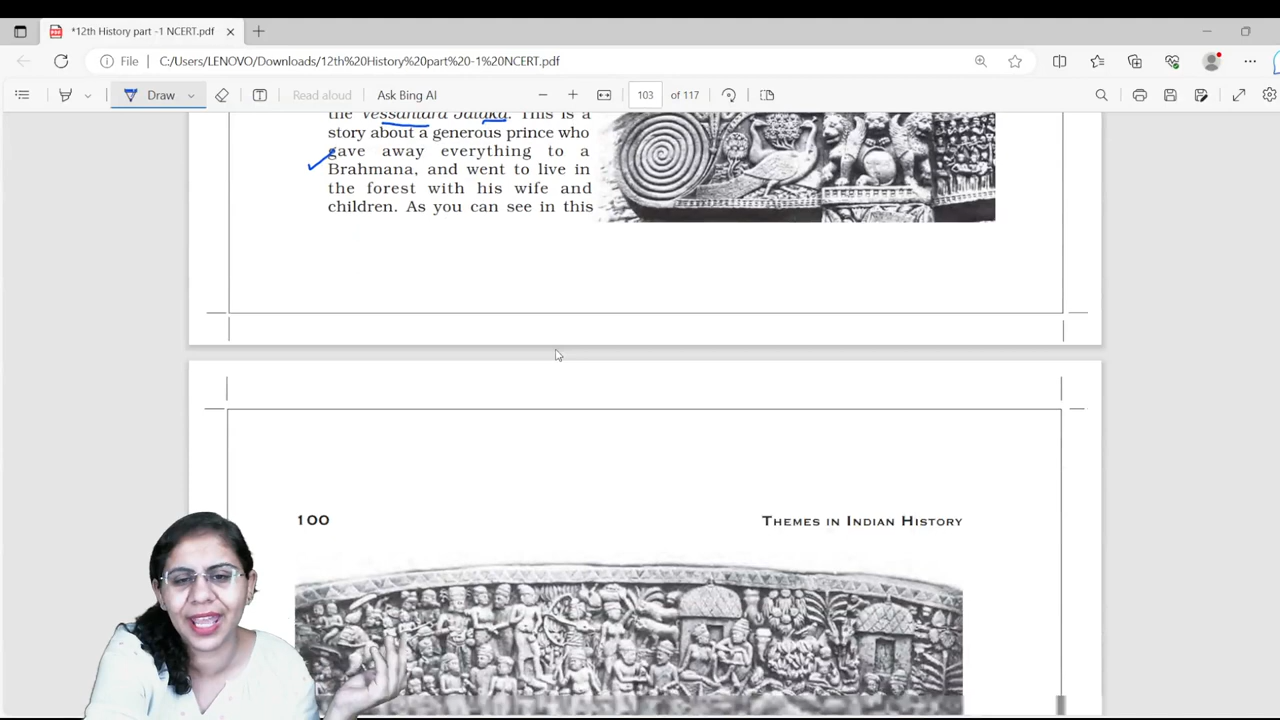 *12th History part -1 NCERT.pdf
File
C:/Users/LENOVO/Downloads/12th%20History%20part%20-1%20NCERT.pdf
Draw
Read aloud
Ask Bing AI
103 of 117
the Vessantara Jataka. This is a
story about a generous prince who
gave away everything to a
Brahmana, and went to live in
the forest with his wife and
children. As you can see in this
100
THEMES IN INDIAN HISTORY